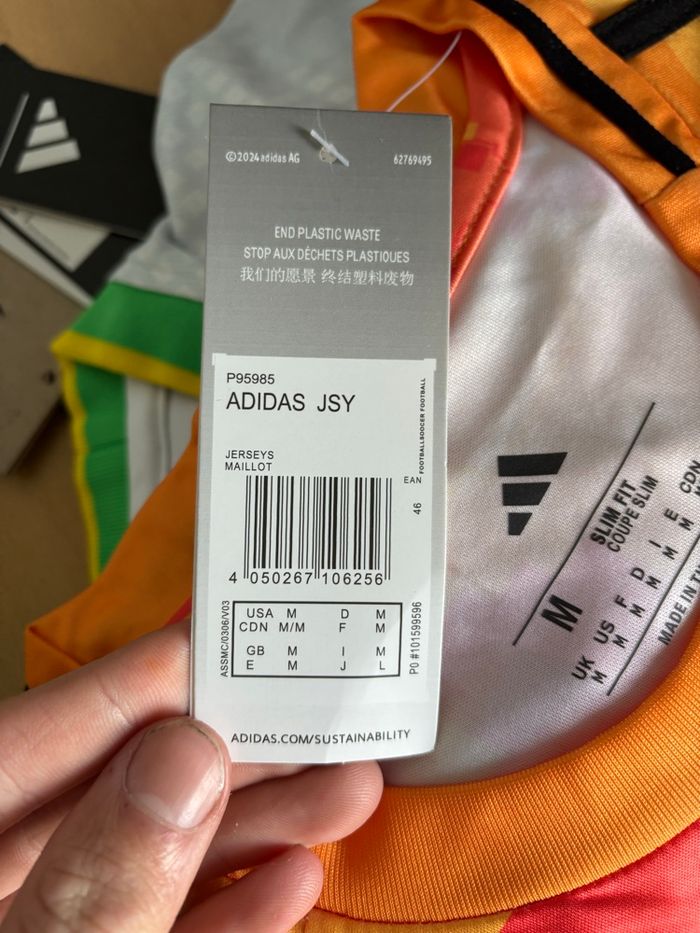 ©2024 adidas AG
62769495
END PLASTIC WASTE
STOP AUX DÉCHETS PLASTIQUES
我们的愿景 终结塑料废物
P95985
ADIDAS JSY
FOOTBALLSOCCER FOOTBALL
JERSEYS
MAILLOT
EAN
46
4 050267 106256
ASSMC/0306/V03
USA M D M
CDN M/M F M
GB M I M
E M J L
PO #101599596
ADIDAS.COM/SUSTAINABILITY
SLIM FIT
COUPE SLIM
M
UK US F D I E CDN
M M M M M M M
MADE IN